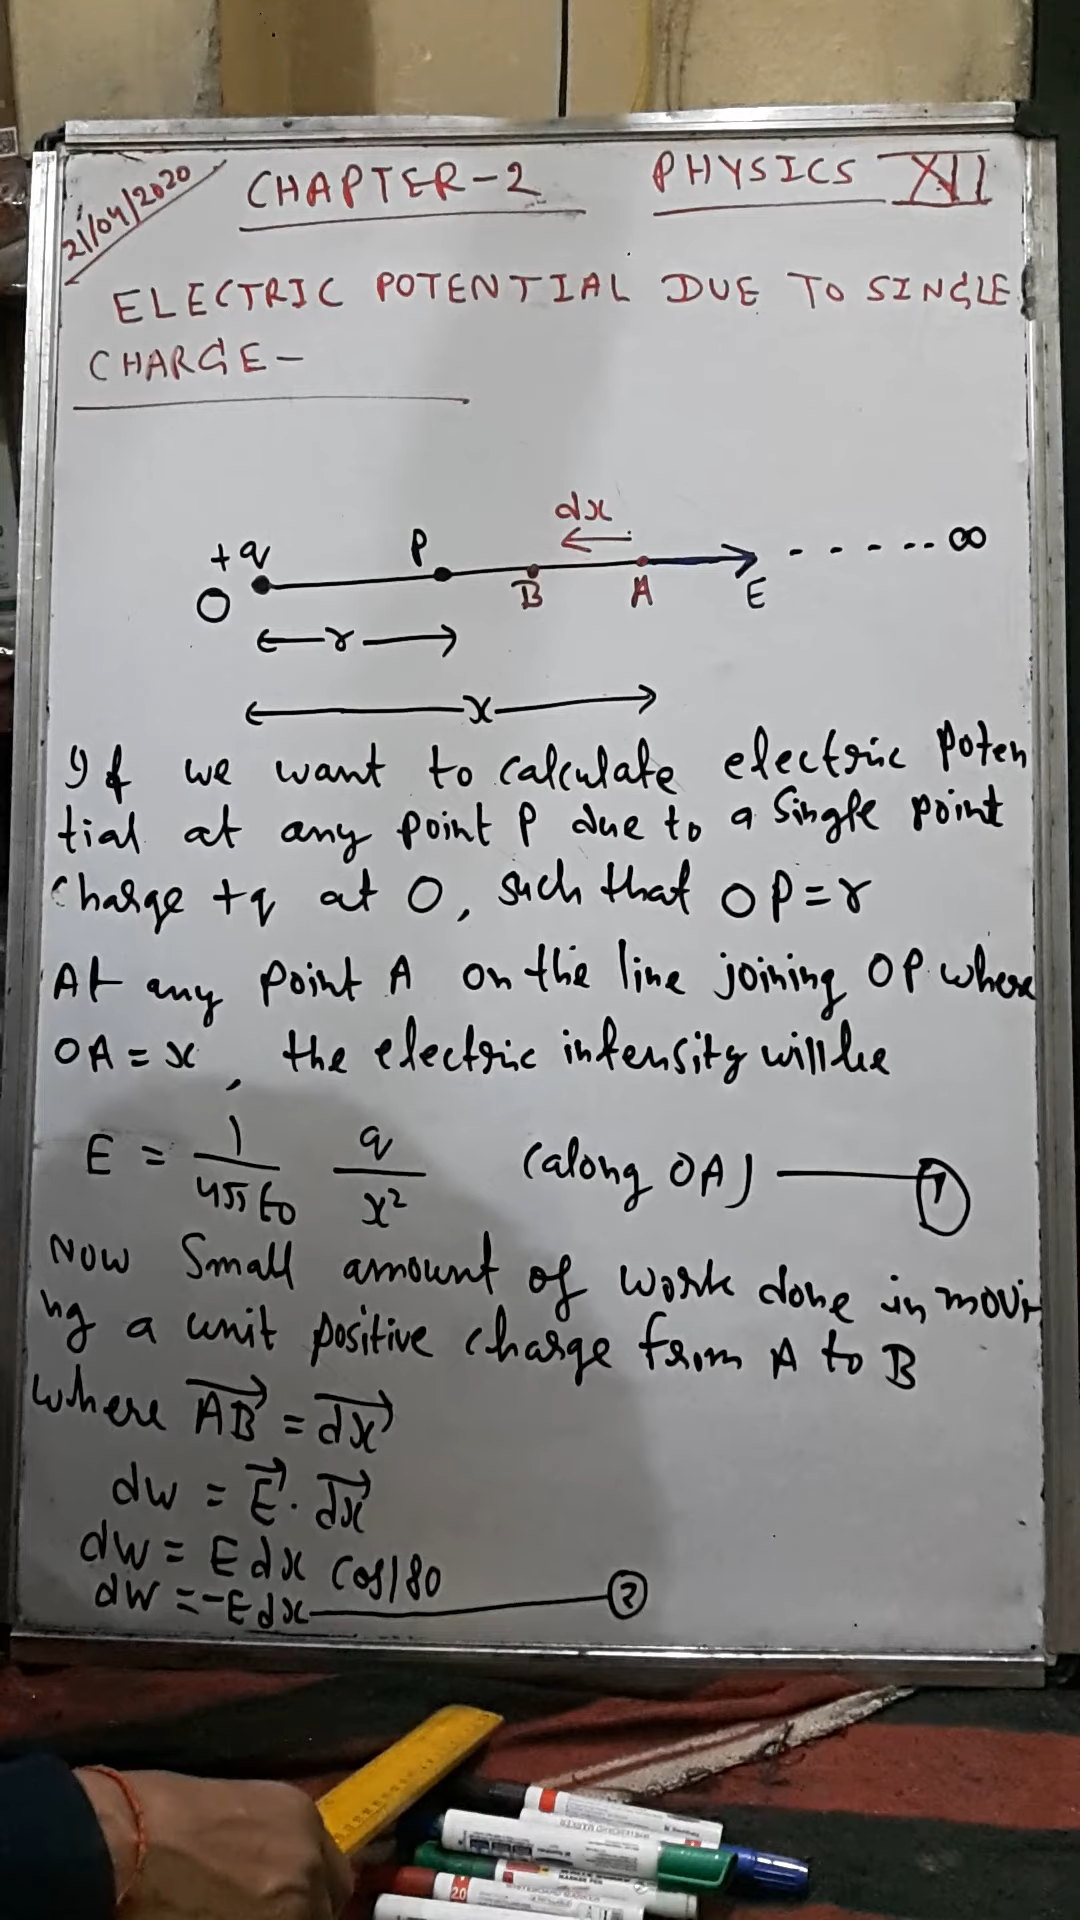 21/04/2020
CHAPTER-2 PHYSICS XII
ELECTRIC POTENTIAL DUE TO SINGLE
CHARGE-
dx
+q P B A E ∞
O
r
x
If we want to calculate electric poten
tial at any point P due to a single point
charge +q at O, such that OP=r
At any point A on the line joining OP where
OA=x, the electric intensity will be
E = 1/4πε0 q/x² (along OA) 1
Now Small amount of work done in movi
ng a unit positive charge from A to B
where AB⃗ = dx⃗
dw = E⃗ . dx⃗
dw = E dx cos180
dw = -E dx 2
20